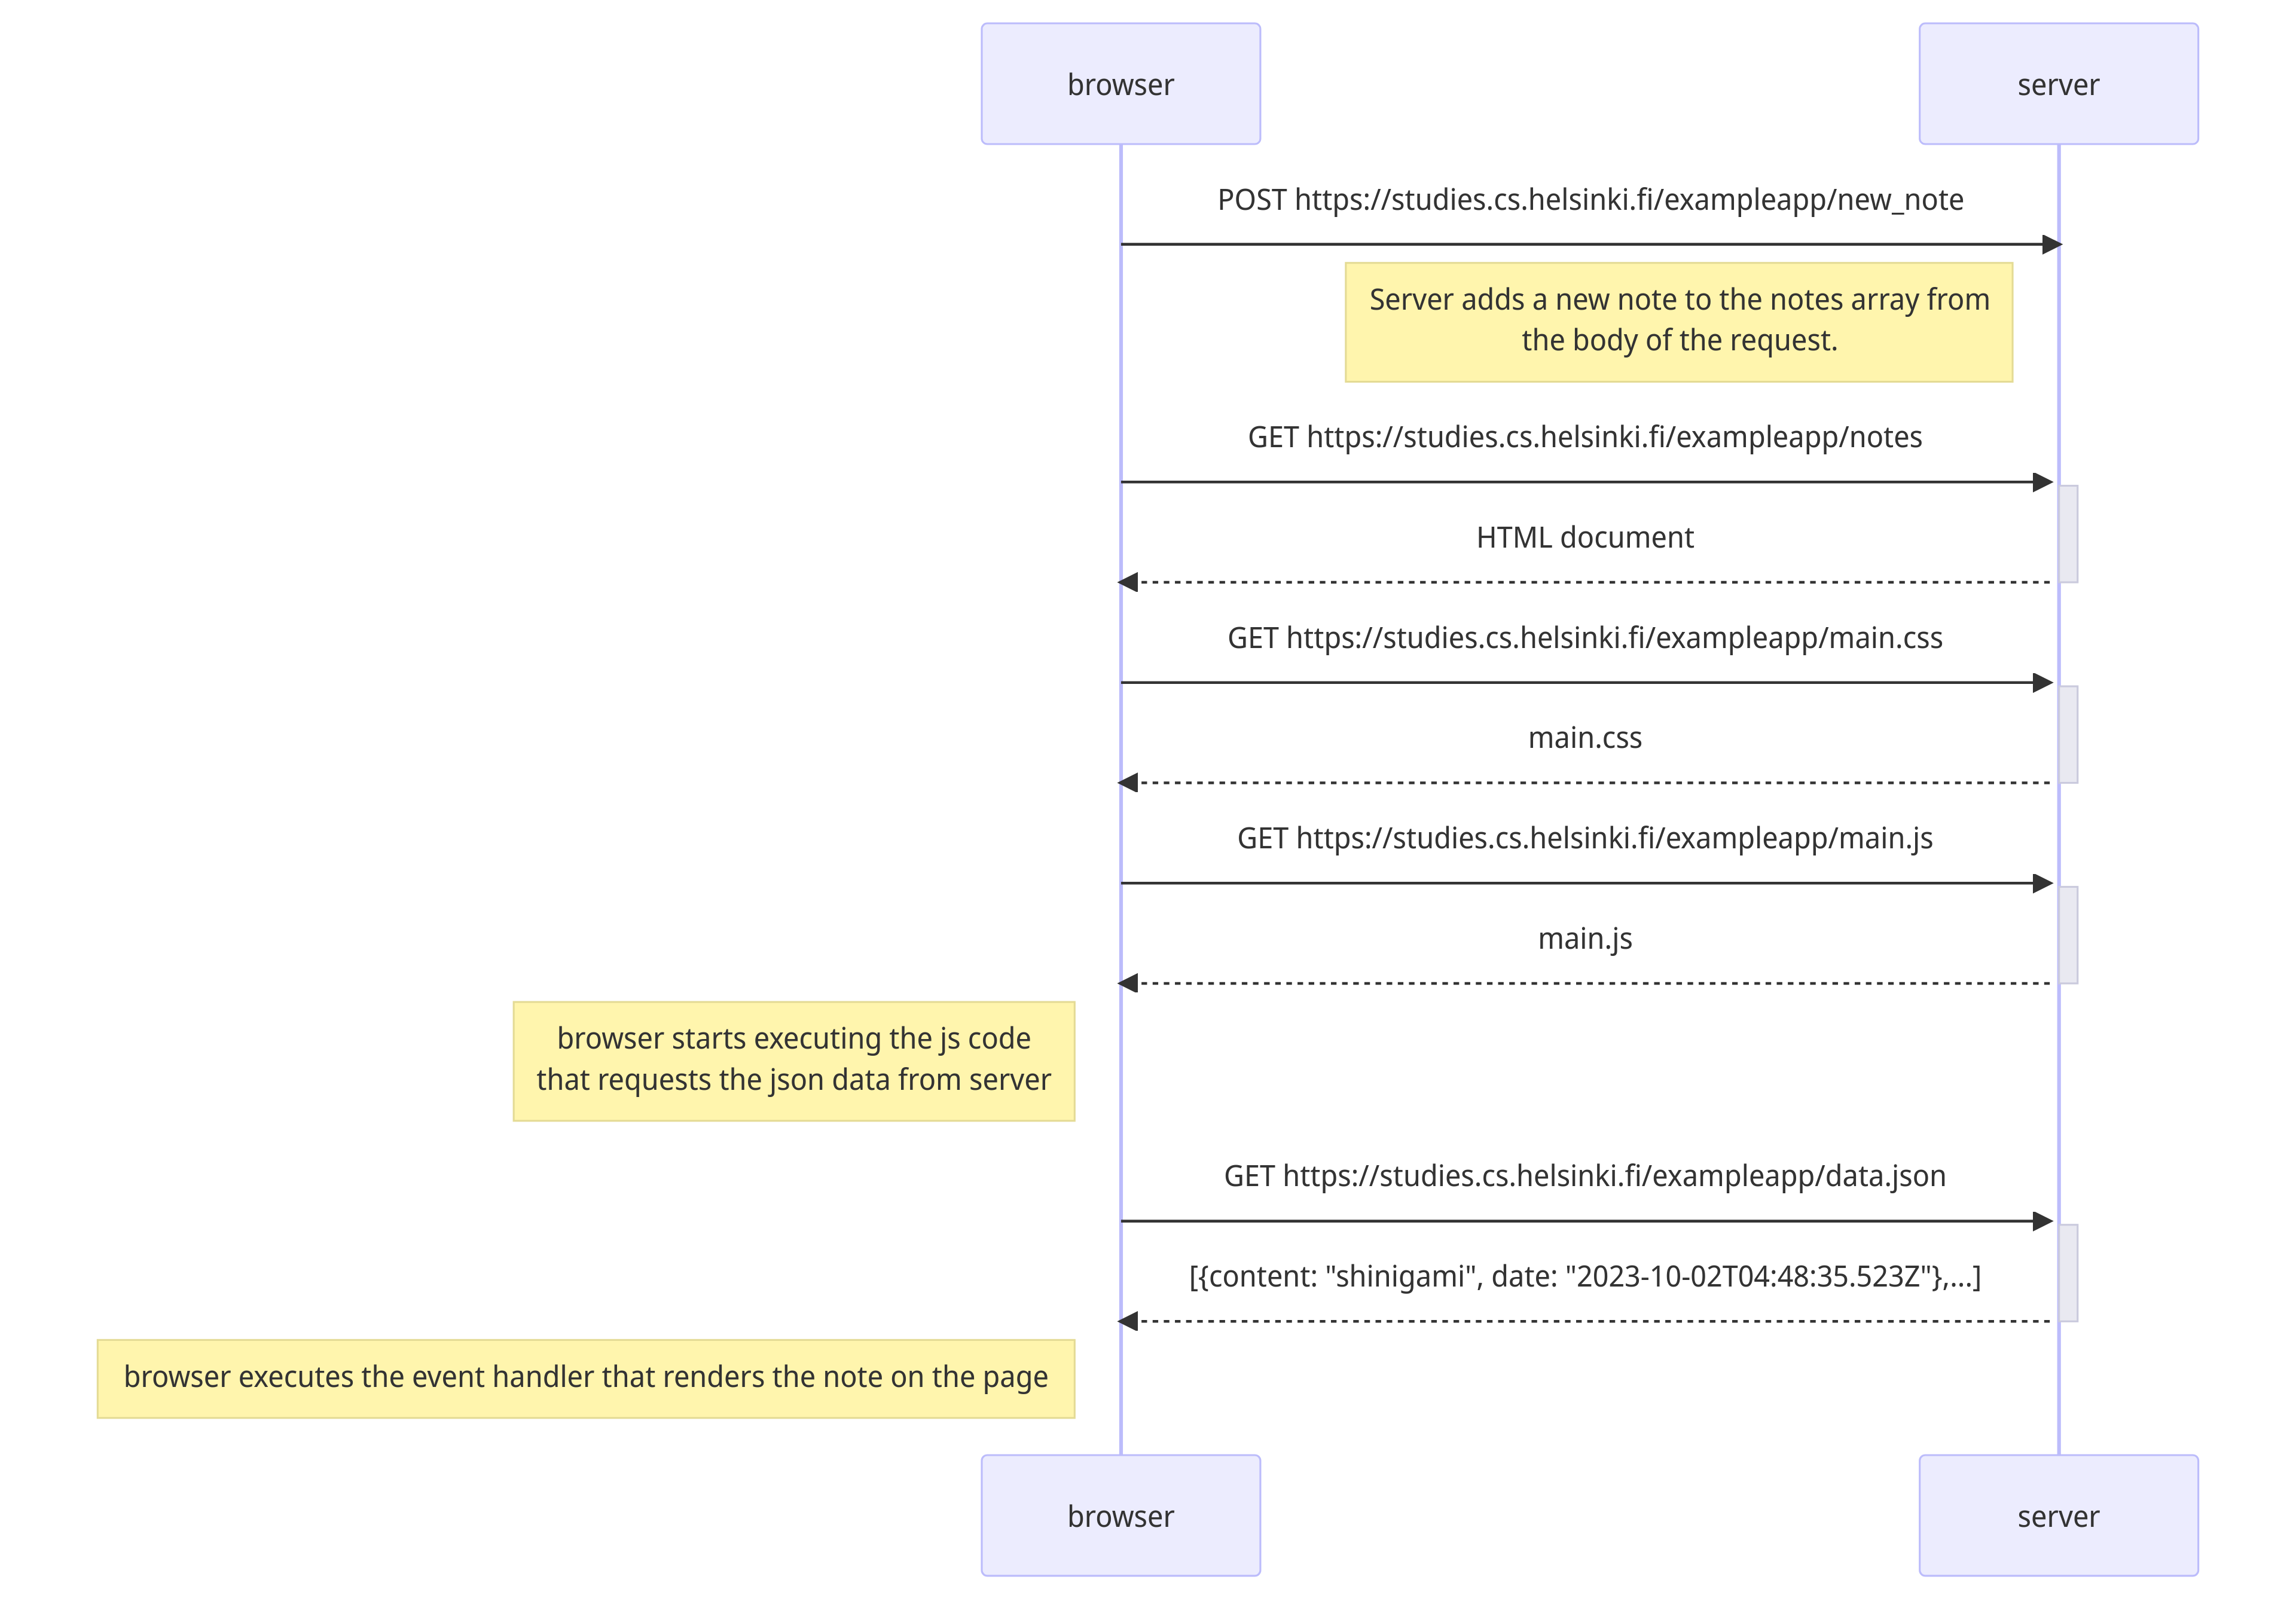 browser
server
POST https://studies.cs.helsinki.fi/exampleapp/new_note
Server adds a new note to the notes array from
the body of the request.
GET https://studies.cs.helsinki.fi/exampleapp/notes
HTML document
GET https://studies.cs.helsinki.fi/exampleapp/main.css
main.css
GET https://studies.cs.helsinki.fi/exampleapp/main.js
main.js
browser starts executing the js code
that requests the json data from server
GET https://studies.cs.helsinki.fi/exampleapp/data.json
[{content: "shinigami", date: "2023-10-02T04:48:35.523Z"},...]
browser executes the event handler that renders the note on the page
browser
server